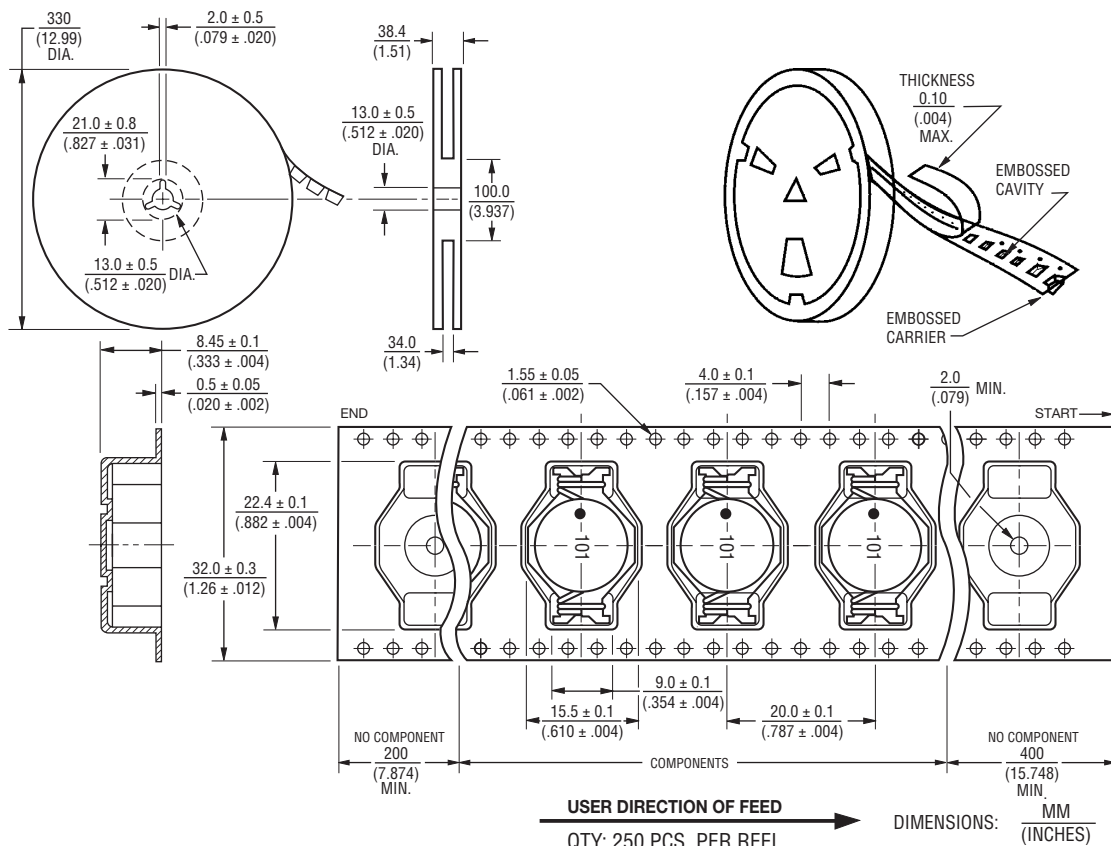 330
(12.99)
DIA.
2.0 ± 0.5
(.079 ± .020)
38.4
(1.51)
21.0 ± 0.8
(.827 ± .031)
13.0 ± 0.5
(.512 ± .020)
DIA.
100.0
(3.937)
13.0 ± 0.5
(.512 ± .020)
DIA.
34.0
(1.34)
THICKNESS
0.10
(.004)
MAX.
EMBOSSED
CAVITY
EMBOSSED
CARRIER
8.45 ± 0.1
(.333 ± .004)
0.5 ± 0.05
(.020 ± .002)
1.55 ± 0.05
(.061 ± .002)
4.0 ± 0.1
(.157 ± .004)
2.0
(.079)
MIN.
END
START
22.4 ± 0.1
(.882 ± .004)
32.0 ± 0.3
(1.26 ± .012)
101
101
101
9.0 ± 0.1
(.354 ± .004)
15.5 ± 0.1
(.610 ± .004)
20.0 ± 0.1
(.787 ± .004)
NO COMPONENT
200
(7.874)
MIN.
COMPONENTS
NO COMPONENT
400
(15.748)
MIN.
USER DIRECTION OF FEED
QTY: 250 PCS. PER REEL
DIMENSIONS:
MM
(INCHES)